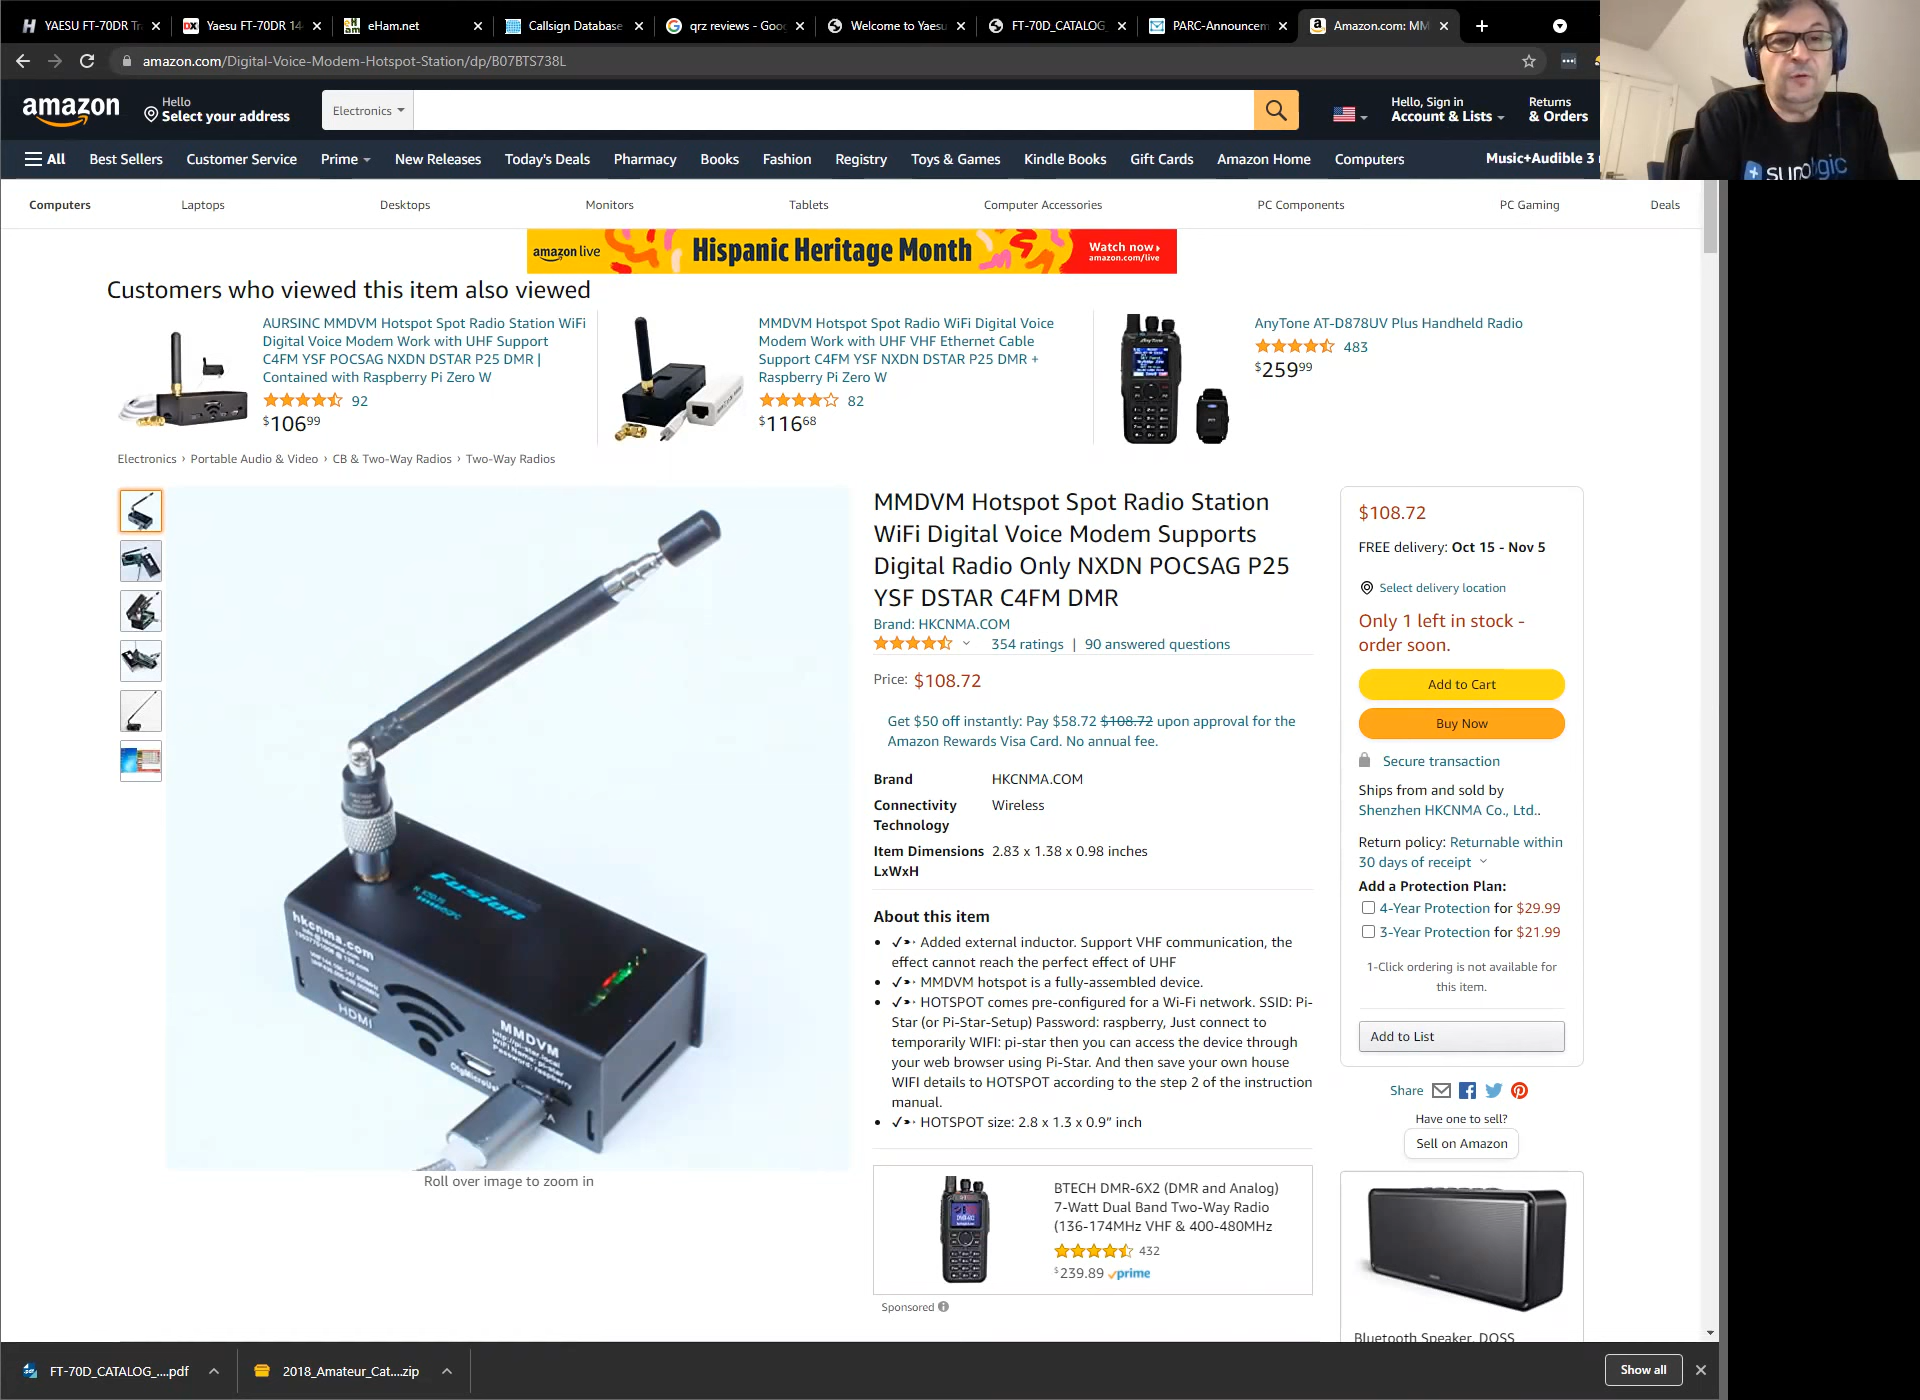 YAESU FT-70DR Tr
Yaesu FT-70DR 14
eHam.net
Callsign Database
qrz reviews - Goog
Welcome to Yaesu
FT-70D_CATALOG_
PARC-Announcem
Amazon.com: MM
amazon.com/Digital-Voice-Modem-Hotspot-Station/dp/B07BTS738L
amazon
Hello
Select your address
Electronics
Hello, Sign in
Account & Lists
Returns
& Orders
All
Best Sellers
Customer Service
Prime
New Releases
Today's Deals
Pharmacy
Books
Fashion
Registry
Toys & Games
Kindle Books
Gift Cards
Amazon Home
Computers
Music+Audible 3
Computers
Laptops
Desktops
Monitors
Tablets
Computer Accessories
PC Components
PC Gaming
Deals
amazon live
Hispanic Heritage Month
Watch now
amazon.com/live
Customers who viewed this item also viewed
AURSINC MMDVM Hotspot Spot Radio Station WiFi
Digital Voice Modem Work with UHF Support
C4FM YSF POCSAG NXDN DSTAR P25 DMR |
Contained with Raspberry Pi Zero W
92
$106.99
MMDVM Hotspot Spot Radio WiFi Digital Voice
Modem Work with UHF VHF Ethernet Cable
Support C4FM YSF NXDN DSTAR P25 DMR +
Raspberry Pi Zero W
82
$116.68
AnyTone AT-D878UV Plus Handheld Radio
483
$259.99
Electronics › Portable Audio & Video › CB & Two-Way Radios › Two-Way Radios
Fusion
hkcnma.com
HDMI
MMDVM
http://pi-star.local
WiFi Name: pi-star
Password: raspberry
Roll over image to zoom in
MMDVM Hotspot Spot Radio Station
WiFi Digital Voice Modem Supports
Digital Radio Only NXDN POCSAG P25
YSF DSTAR C4FM DMR
Brand: HKCNMA.COM
354 ratings | 90 answered questions
Price: $108.72
Get $50 off instantly: Pay $58.72 $108.72 upon approval for the
Amazon Rewards Visa Card. No annual fee.
Brand HKCNMA.COM
Connectivity Wireless
Technology
Item Dimensions 2.83 x 1.38 x 0.98 inches
LxWxH
About this item
• ✓➳ Added external inductor. Support VHF communication, the
effect cannot reach the perfect effect of UHF
• ✓➳ MMDVM hotspot is a fully-assembled device.
• ✓➳ HOTSPOT comes pre-configured for a Wi-Fi network. SSID: Pi-
Star (or Pi-Star-Setup) Password: raspberry, Just connect to
temporarily WIFI: pi-star then you can access the device through
your web browser using Pi-Star. And then save your own house
WIFI details to HOTSPOT according to the step 2 of the instruction
manual.
• ✓➳ HOTSPOT size: 2.8 x 1.3 x 0.9” inch
BTECH DMR-6X2 (DMR and Analog)
7-Watt Dual Band Two-Way Radio
(136-174MHz VHF & 400-480MHz
432
$239.89 prime
Sponsored
$108.72
FREE delivery: Oct 15 - Nov 5
Select delivery location
Only 1 left in stock -
order soon.
Add to Cart
Buy Now
Secure transaction
Ships from and sold by
Shenzhen HKCNMA Co., Ltd..
Return policy: Returnable within
30 days of receipt
Add a Protection Plan:
4-Year Protection for $29.99
3-Year Protection for $21.99
1-Click ordering is not available for
this item.
Add to List
Share
Have one to sell?
Sell on Amazon
Bluetooth Speaker, DOSS
FT-70D_CATALOG_....pdf
2018_Amateur_Cat....zip
Show all